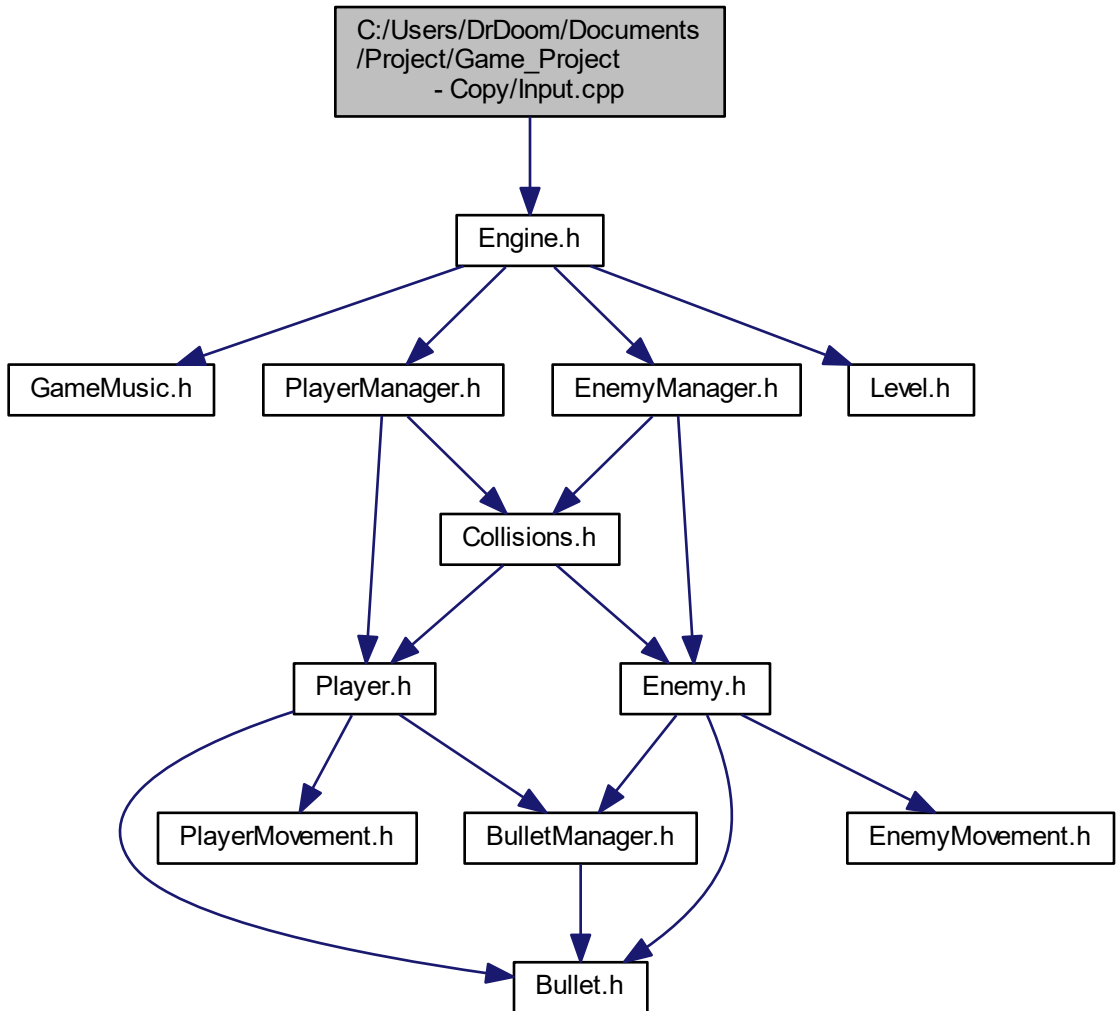 C:/Users/DrDoom/Documents
/Project/Game_Project
- Copy/Input.cpp
Engine.h
GameMusic.h
PlayerManager.h
EnemyManager.h
Level.h
Collisions.h
Player.h
Enemy.h
PlayerMovement.h
BulletManager.h
EnemyMovement.h
Bullet.h